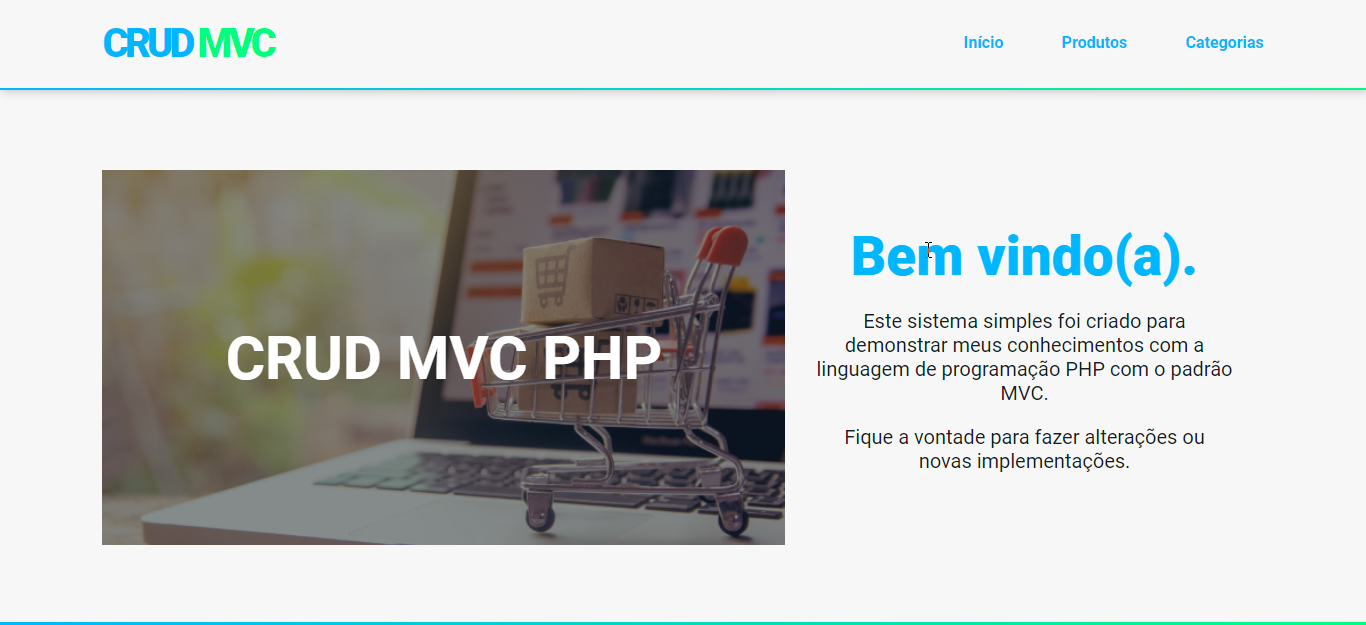 CRUD MVC
Início Produtos Categorias
CRUD MVC PHP
Bem vindo(a).
Este sistema simples foi criado para
demonstrar meus conhecimentos com a
linguagem de programação PHP com o padrão
MVC.
Fique a vontade para fazer alterações ou
novas implementações.